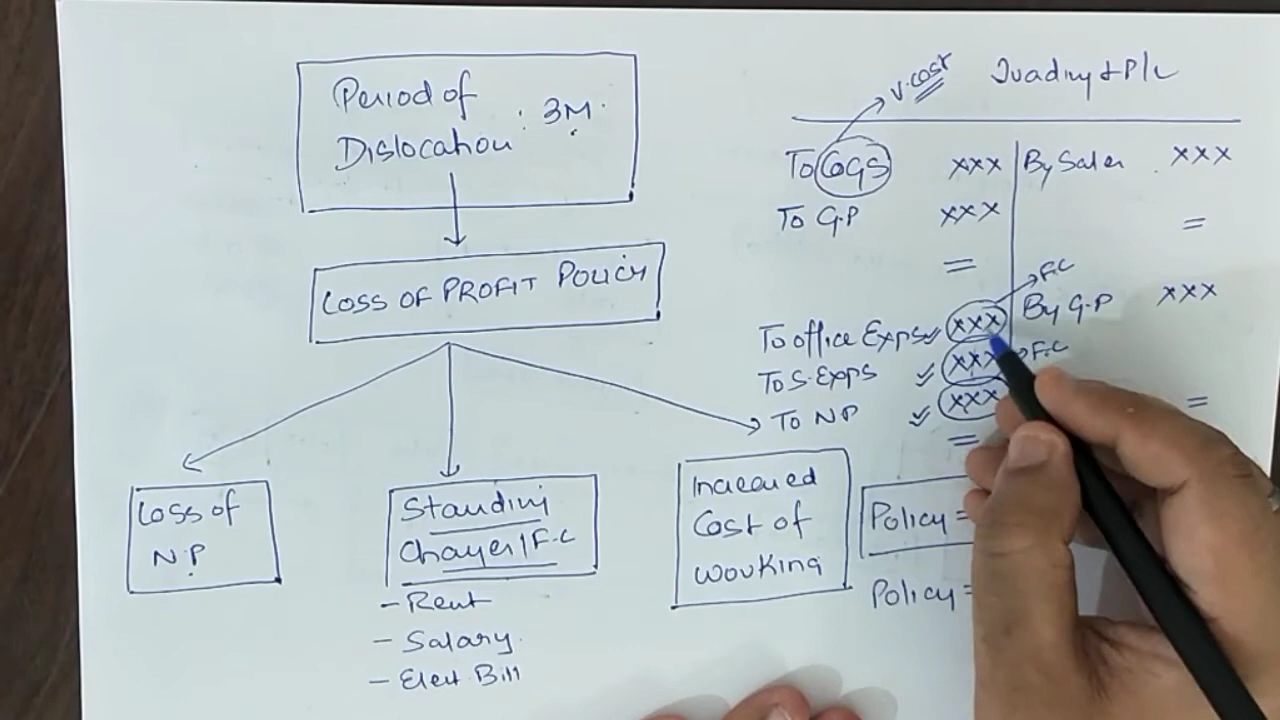 Period of
Dislocation : 3M.
LOSS OF PROFIT POLICY
Loss of
N.P
Standing
Charges/F.C
- Rent
- Salary.
- Elect. Bill
Increased
Cost of
Working
V.cost
Trading & P/L
To COGS xxx By Sales xxx
To G.P xxx =
=
F.C
By G.P xxx
To office Exps xxx
F.C
To S.Exps xxx
To NP xxx =
=
Policy =
Policy =